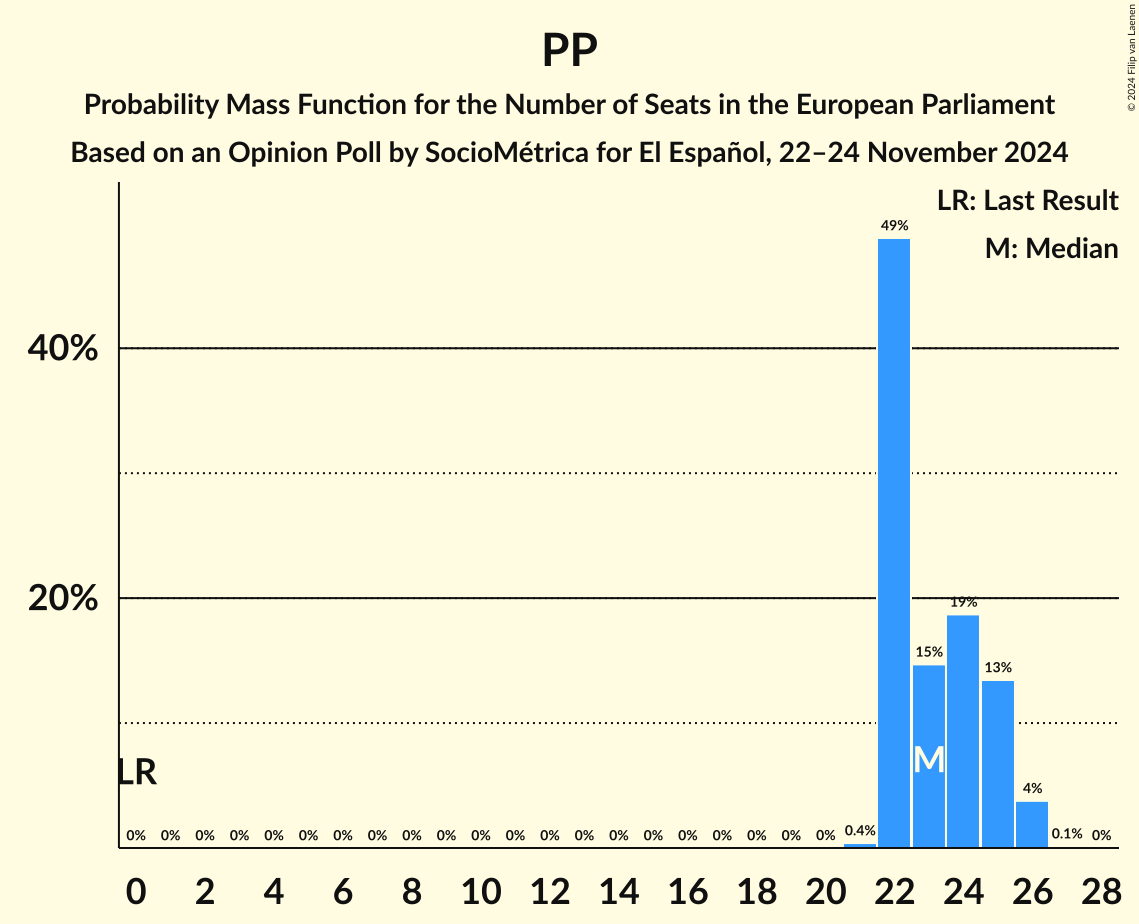 PP
Probability Mass Function for the Number of Seats in the European Parliament
Based on an Opinion Poll by SocioMétrica for El Español, 22–24 November 2024
© 2024 Filip van Laenen
LR: Last Result
M: Median
49%
40%
20%
19%
15%
13%
M
LR
4%
0% 0% 0% 0% 0% 0% 0% 0% 0% 0% 0% 0% 0% 0% 0% 0% 0% 0% 0% 0% 0% 0.4% 0.1% 0%
0 2 4 6 8 10 12 14 16 18 20 22 24 26 28